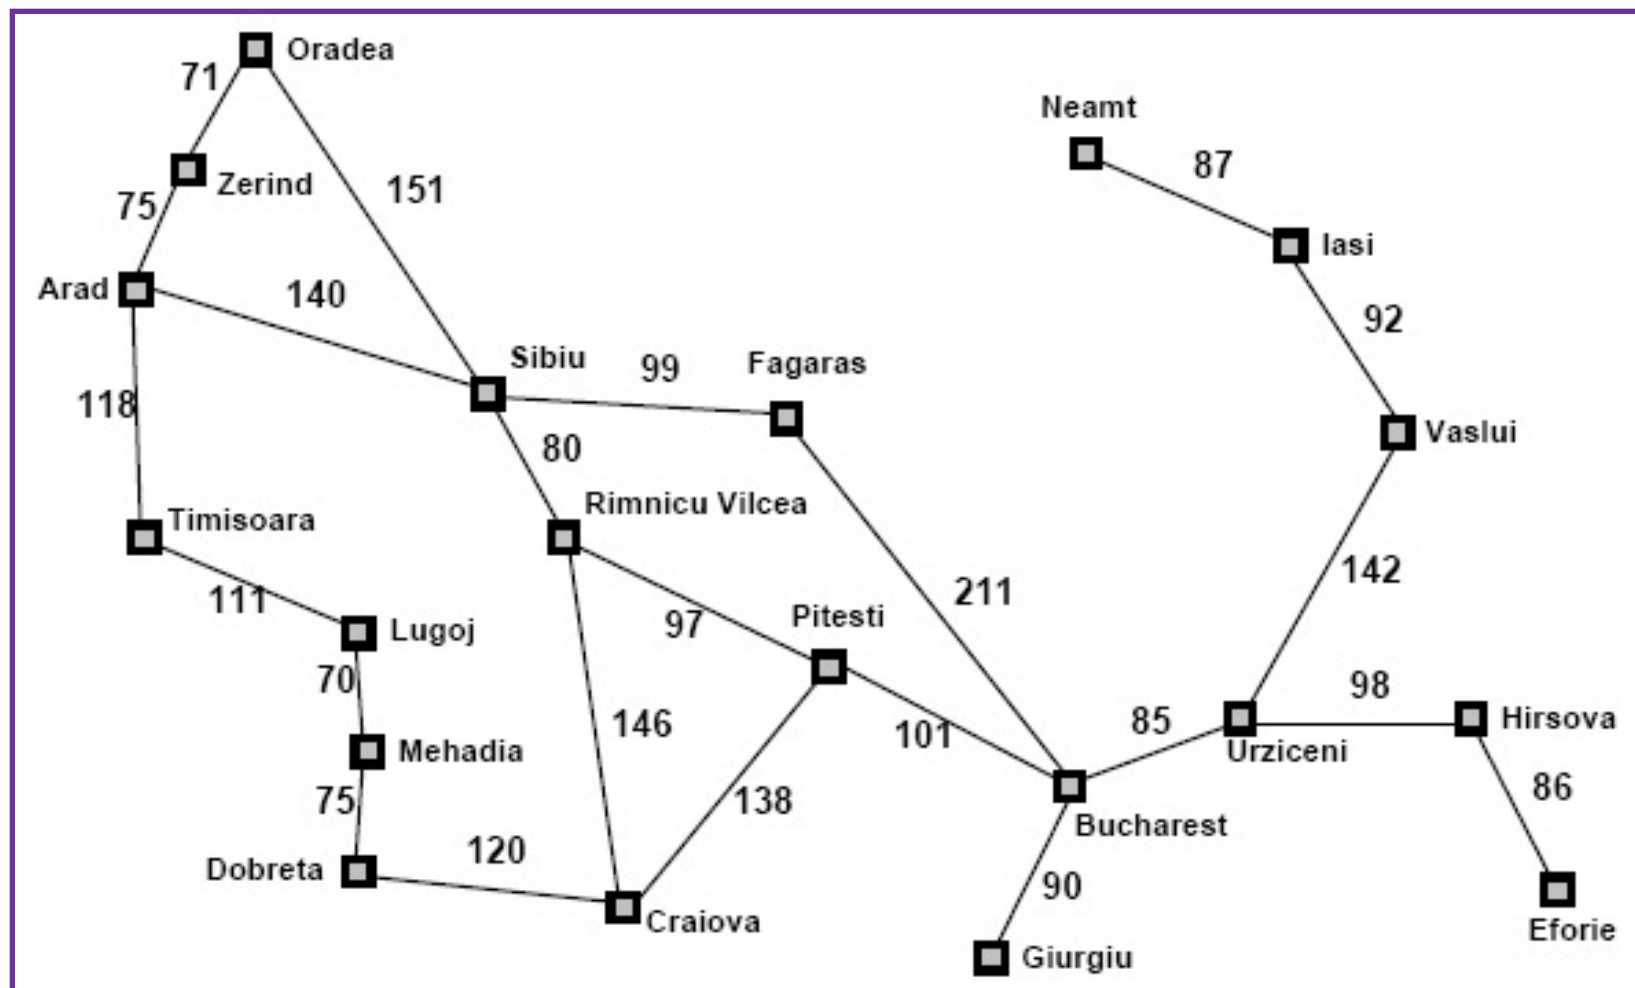 Oradea
71
Neamt
87
Zerind
151
75
Iasi
Arad
140
92
Sibiu
99
Fagaras
118
80
Vaslui
Rimnicu Vilcea
Timisoara
142
211
111
97
Pitesti
Lugoj
70
98
146
101
85
Hirsova
Mehadia
Urziceni
86
75
138
Bucharest
120
Dobreta
90
Craiova
Eforie
Giurgiu